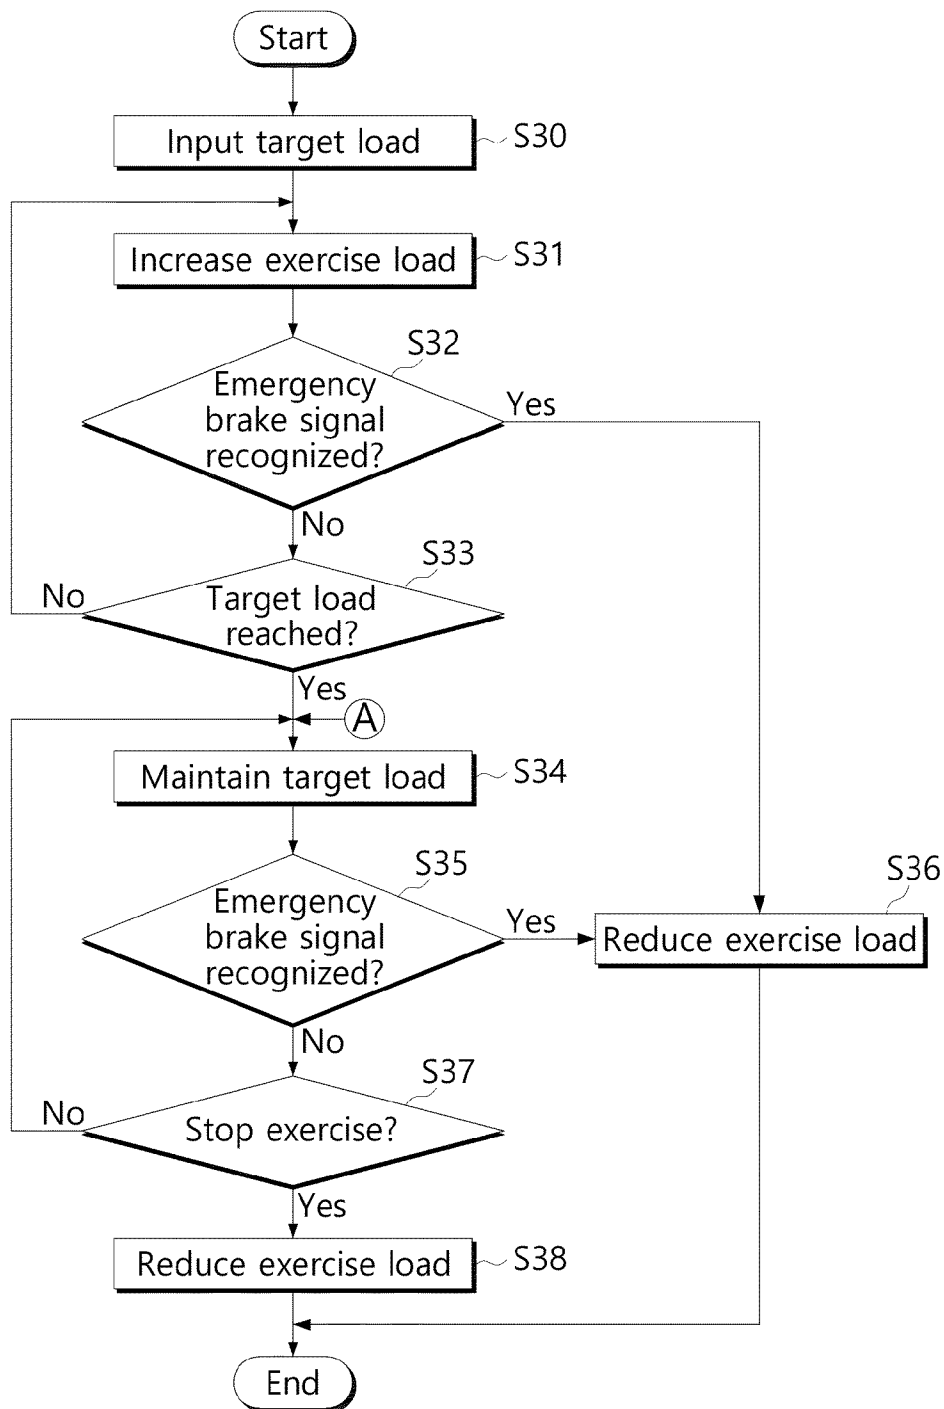 Start
Input target load
S30
Increase exercise load
S31
S32
Emergency
brake signal
recognized?
Yes
No
S33
Target load
reached?
No
Yes
A
Maintain target load
S34
S35
Emergency
brake signal
recognized?
Yes
S36
Reduce exercise load
No
S37
Stop exercise?
No
Yes
Reduce exercise load
S38
End